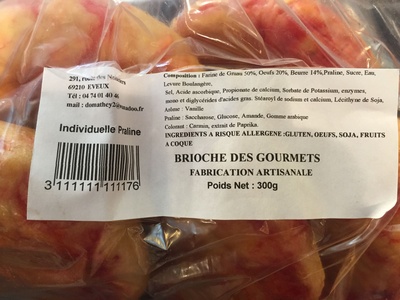 291, route des
69210 EVEUX
Tél : 04 74 01 40 46
mail : dumathey2@wanadoo.fr
Individuelle Praline
3 111111 111176
Composition : Farine de Gruau 50%, Oeufs 20%, Beurre 14%,Praline, Sucre, Eau,
Levure Boulangère,
Sel, Acide ascorbique, Propionate de calcium, Sorbate de Potassium, enzymes,
mono et diglycérides d'acides gras. Stéaroyl de sodium et calcium, Lécithyne de Soja,
Arôme : Vanille
Praline : Saccharose, Glucose, Amande, Gomme arabique
Colorant : Carmin, extrait de Paprika.
INGREDIENTS A RISQUE ALLERGENE :GLUTEN, OEUFS, SOJA, FRUITS
A COQUE
BRIOCHE DES GOURMETS
FABRICATION ARTISANALE
Poids Net : 300g